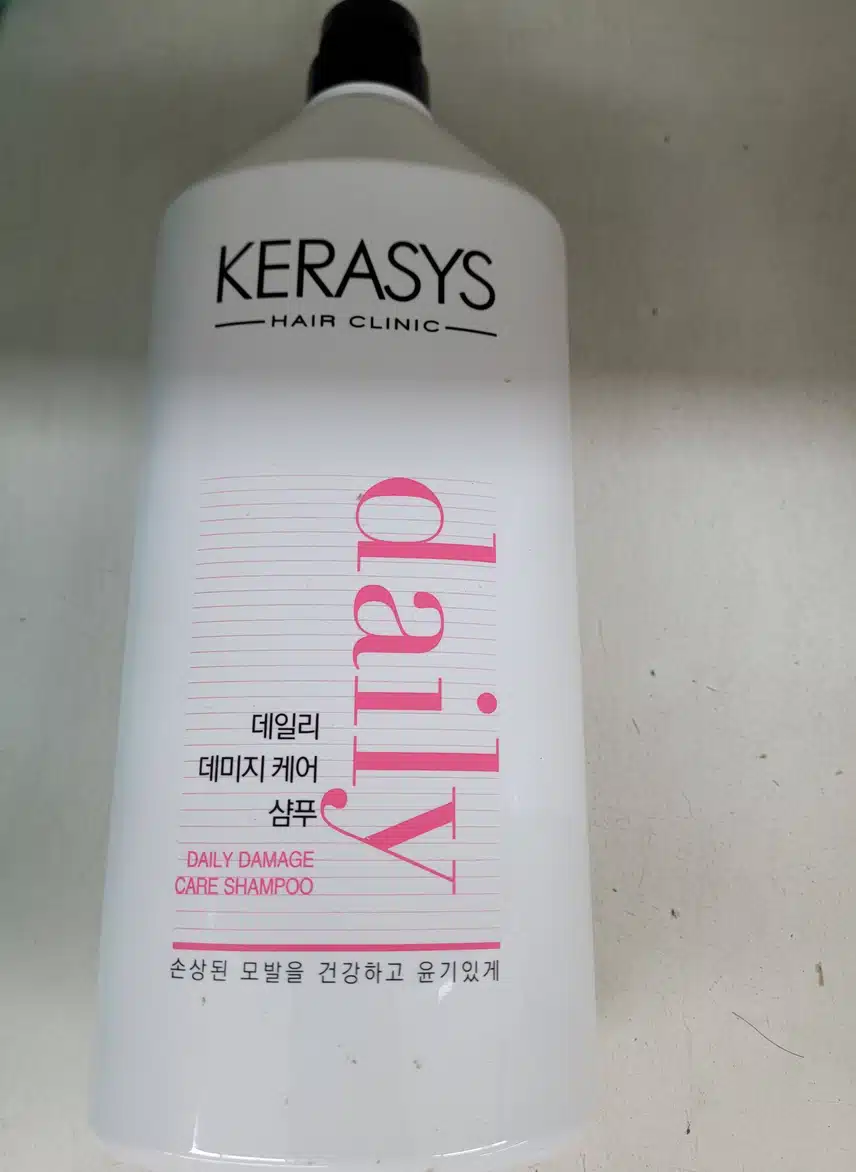 KERASYS
HAIR CLINIC
daily
데일리
데미지 케어
샴푸
DAILY DAMAGE
CARE SHAMPOO
손상된 모발을 건강하고 윤기있게